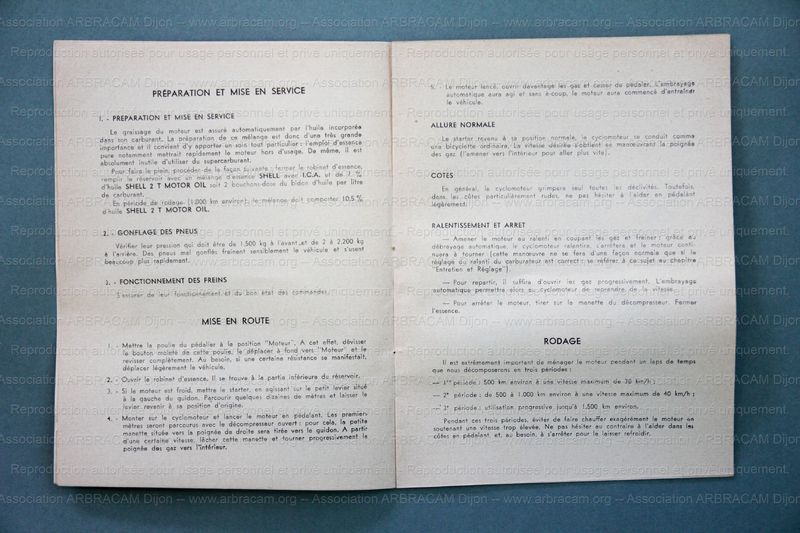 PRÉPARATION ET MISE EN SERVICE
1. - PREPARATION ET MISE EN SERVICE
Le graissage du moteur est assuré automatiquement par l'huile incorporée
dans son carburant. La préparation de ce mélange est donc d'une très grande
importance et il convient d'y apporter un soin tout particulier : l'emploi d'essence
pure notamment mettrait rapidement le moteur hors d'usage. De même, il est
absolument inutile d'utiliser du supercarburant.
Pour faire le plein, procéder de la façon suivante : fermer le robinet d'essence,
remplir le réservoir avec un mélange d'essence SHELL avec I.C.A. et de 7 %
d'huile SHELL 2 T MOTOR OIL soit 2 bouchons-dose du bidon d'huile par litre
de carburant.
En période de rodage (1.000 km environ) le mélange doit comporter 10,5 %
d'huile SHELL 2 T MOTOR OIL.
2. - GONFLAGE DES PNEUS
Vérifier leur pression qui doit être de 1,500 kg à l'avant et de 2 à 2,200 kg
à l'arrière. Des pneus mal gonflés freinent sensiblement le véhicule et s'usent
beaucoup plus rapidement.
3. - FONCTIONNEMENT DES FREINS
S'assurer de leur fonctionnement et du bon état des commandes.
MISE EN ROUTE
1. - Mettre la poulie du pédalier à la position "Moteur". A cet effet, dévisser
le bouton moleté de cette poulie, le déplacer à fond vers "Moteur" et le
revisser complètement. Au besoin, si une certaine résistance se manifestait,
déplacer légèrement le véhicule.
2. - Ouvrir le robinet d'essence. Il se trouve à la partie inférieure du réservoir.
3. - Si le moteur est froid, mettre le starter, en agissant sur le petit levier situé
à la gauche du guidon. Parcourir quelques dizaines de mètres et laisser le
levier revenir à sa position d'origine.
4. - Monter sur le cyclomoteur et lancer le moteur en pédalant. Les premiers
mètres seront parcourus avec le décompresseur ouvert : pour cela, la petite
manette située vers la poignée de droite sera tirée vers le guidon. A partir
d'une certaine vitesse, lâcher cette manette et tourner progressivement la
poignée des gaz vers l'intérieur.
5. - Le moteur lancé, ouvrir davantage les gaz et cesser de pédaler. L'embrayage
automatique aura agi et sans à-coup, le moteur aura commencé d'entraîner
le véhicule.
ALLURE NORMALE
Le starter revenu à sa position normale, le cyclomoteur se conduit comme
une bicyclette ordinaire. La vitesse désirée s'obtient en manœuvrant la poignée
des gaz (l'amener vers l'intérieur pour aller plus vite).
COTES
En général, le cyclomoteur grimpera seul toutes les déclivités. Toutefois,
dans les côtes particulièrement rudes, ne pas hésiter à l'aider en pédalant
légèrement.
RALENTISSEMENT ET ARRET
— Amener le moteur au ralenti en coupant les gaz et freiner ; grâce au
débrayage automatique, le cyclomoteur ralentira, s'arrêtera et le moteur conti-
nuera à tourner (cette manœuvre ne se fera d'une façon normale que si le
réglage du ralenti du carburateur est correct : se référer à ce sujet au chapitre
"Entretien et Réglage").
— Pour repartir, il suffira d'ouvrir les gaz progressivement. L'embrayage
automatique permettra alors au cyclomoteur de reprendre de la vitesse.
— Pour arrêter le moteur, tirer sur la manette du décompresseur. Fermer
l'essence.
RODAGE
Il est extrêmement important de ménager le moteur pendant un laps de temps
que nous décomposerons en trois périodes :
— 1re période : 500 km environ à une vitesse maximum de 30 km/h ;
— 2e période : de 500 à 1.000 km environ à une vitesse maximum de 40 km/h ;
— 3e période : utilisation progressive jusqu'à 1.500 km environ.
Pendant ces trois périodes, éviter de faire chauffer exagérément le moteur en
soutenant une vitesse trop élevée. Ne pas hésiter au contraire à l'aider dans les
côtes en pédalant, et, au besoin, à s'arrêter pour le laisser refroidir.
Association ARBRACAM Dijon -- www.arbracam.org -- Association ARBRACAM Dijon
Reproduction autorisée pour usage personnel et privé uniquement.